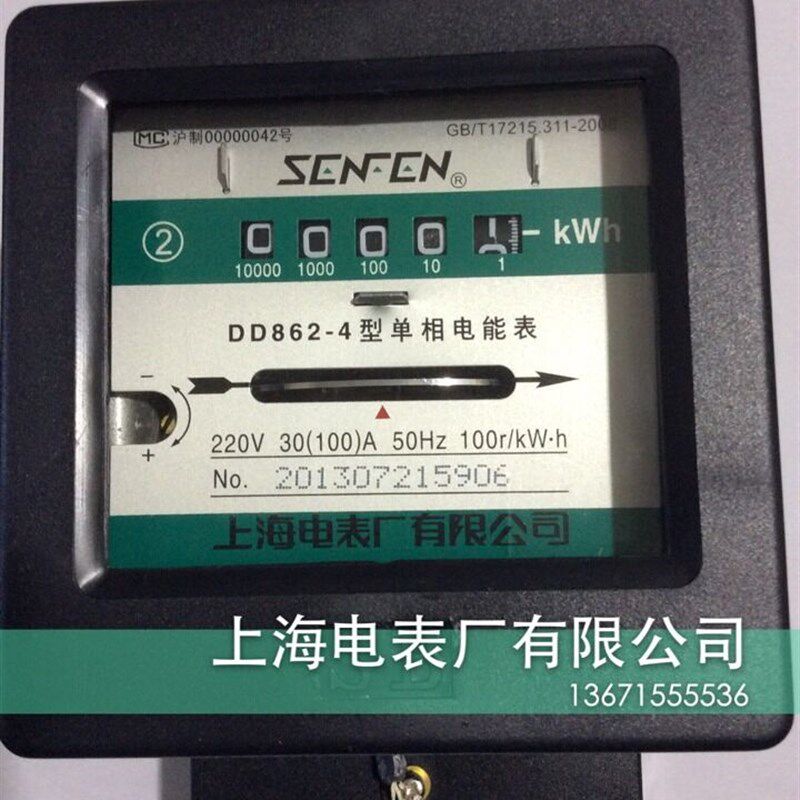 MC 沪制00000042号
GB/T17215.311-200
SENTEN®
② 0 0 0 0 kWh
10000 1000 100 10 1
DD862-4型单相电能表
−
+
220V 30(100)A 50Hz 100r/kW·h
No. 201307215906
上海电表厂有限公司
上海电表厂有限公司
13671555536